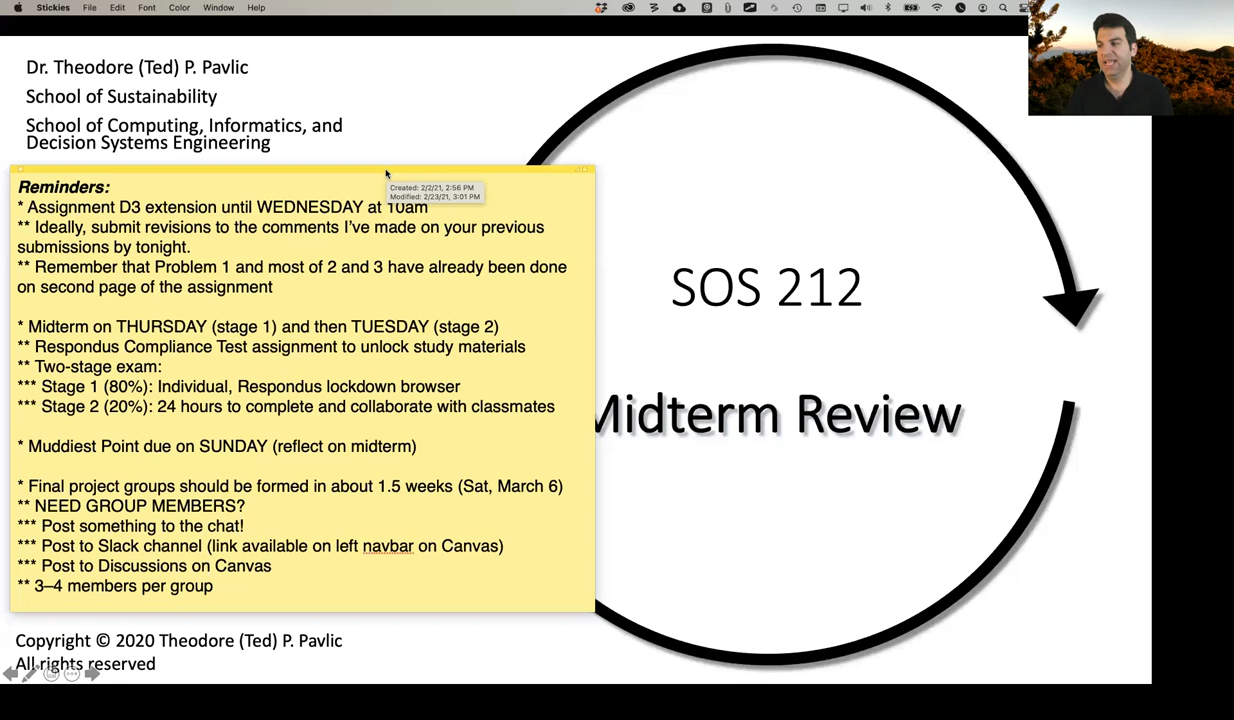 Stickies File Edit Font Color Window Help
Dr. Theodore (Ted) P. Pavlic
School of Sustainability
School of Computing, Informatics, and
Decision Systems Engineering
Created: 2/2/21, 2:56 PM
Modified: 2/23/21, 3:01 PM
Reminders:
* Assignment D3 extension until WEDNESDAY at 10am
** Ideally, submit revisions to the comments I've made on your previous
submissions by tonight.
** Remember that Problem 1 and most of 2 and 3 have already been done
on second page of the assignment
* Midterm on THURSDAY (stage 1) and then TUESDAY (stage 2)
** Respondus Compliance Test assignment to unlock study materials
** Two-stage exam:
*** Stage 1 (80%): Individual, Respondus lockdown browser
*** Stage 2 (20%): 24 hours to complete and collaborate with classmates
* Muddiest Point due on SUNDAY (reflect on midterm)
* Final project groups should be formed in about 1.5 weeks (Sat, March 6)
** NEED GROUP MEMBERS?
*** Post something to the chat!
*** Post to Slack channel (link available on left navbar on Canvas)
*** Post to Discussions on Canvas
** 3–4 members per group
SOS 212
Midterm Review
Copyright © 2020 Theodore (Ted) P. Pavlic
All rights reserved